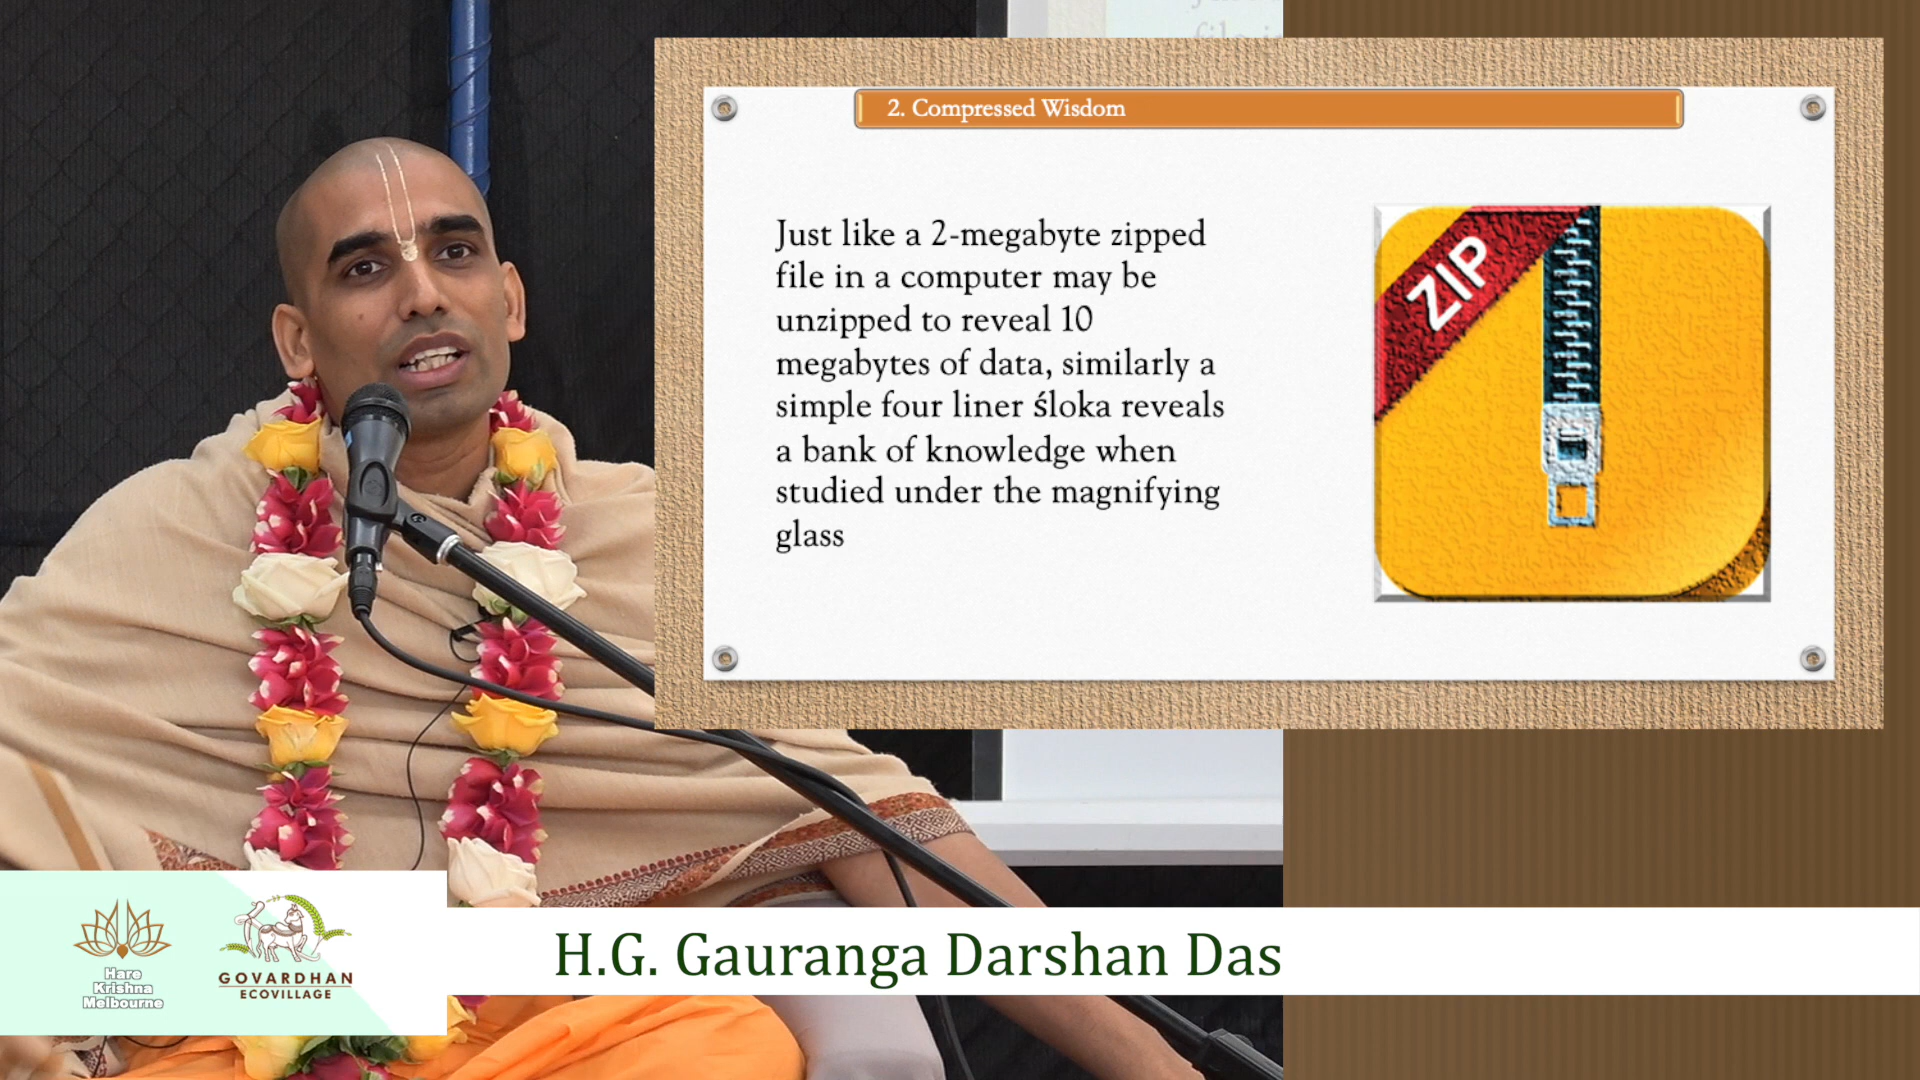 2. Compressed Wisdom
Just like a 2-megabyte zipped
file in a computer may be
unzipped to reveal 10
megabytes of data, similarly a
simple four liner śloka reveals
a bank of knowledge when
studied under the magnifying
glass
ZIP
Hare
Krishna
Melbourne
GOVARDHAN
ECOVILLAGE
H.G. Gauranga Darshan Das